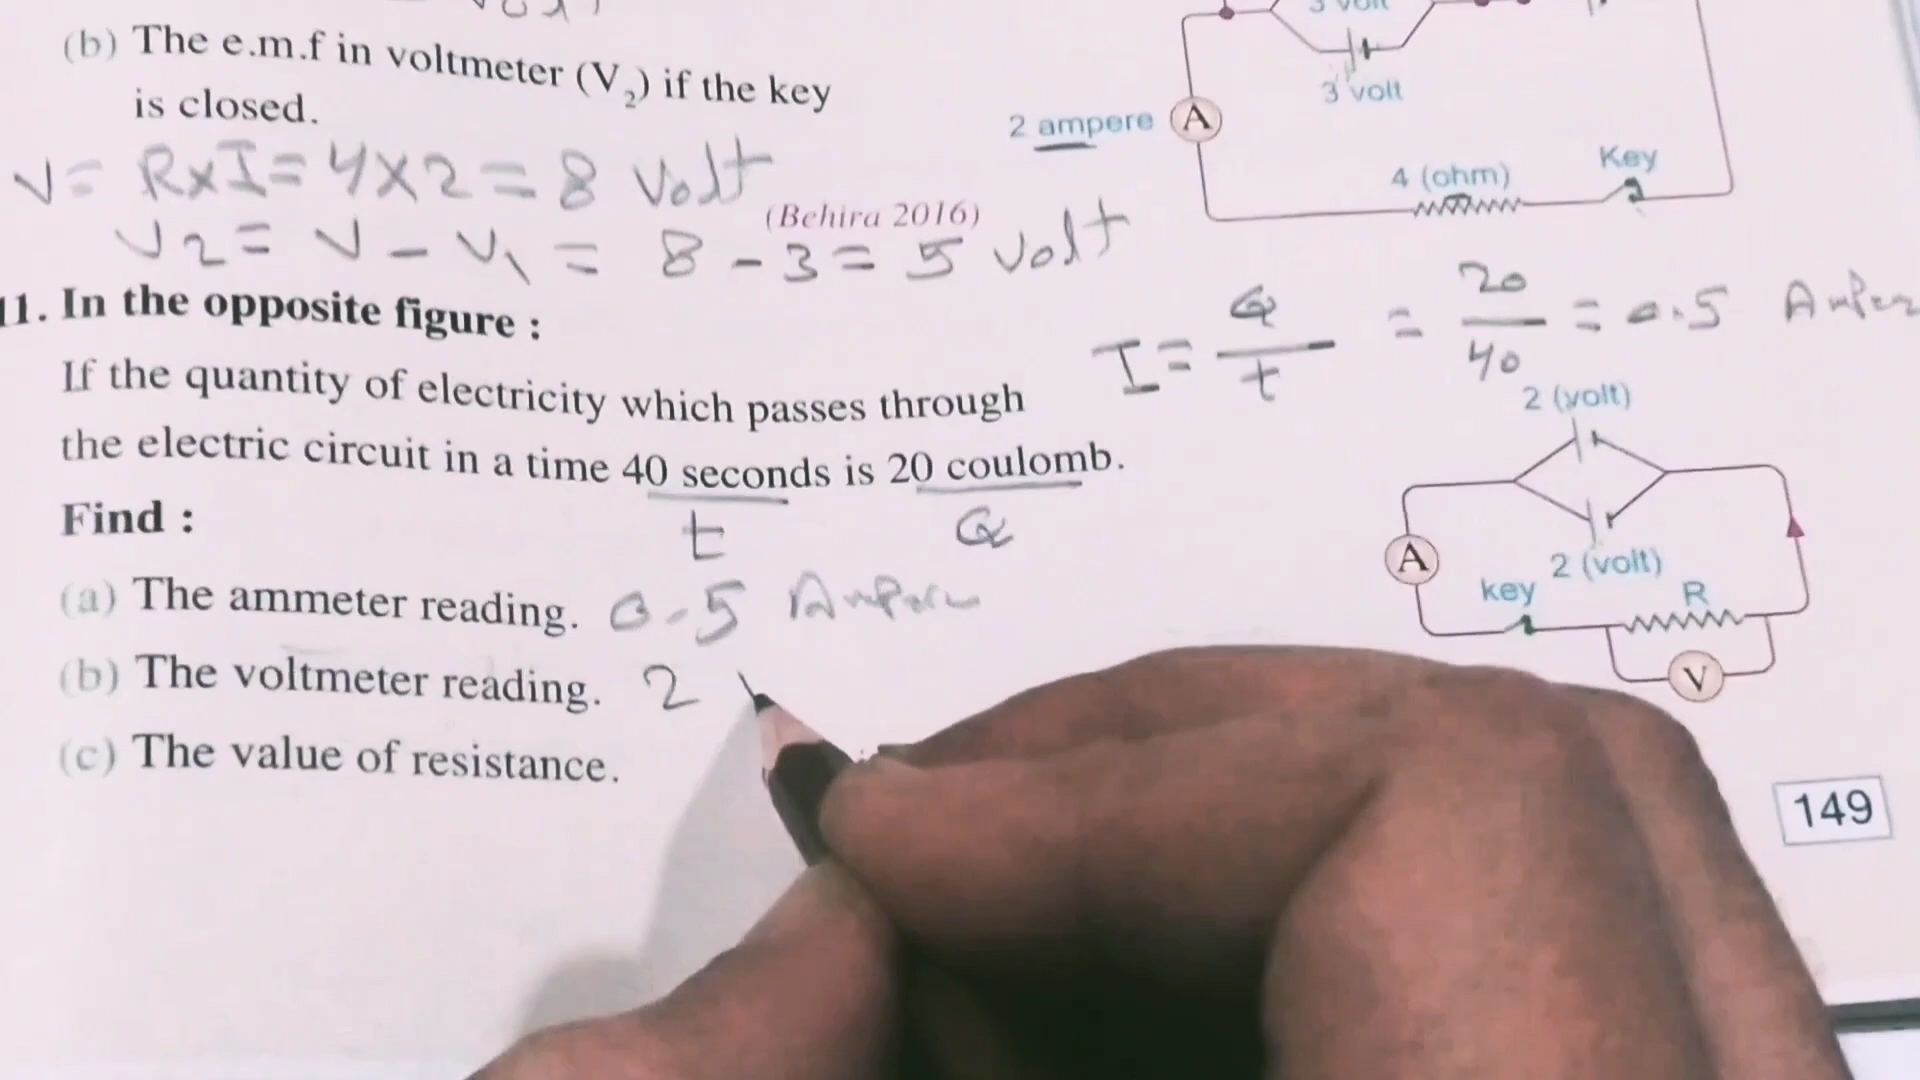 (b) The e.m.f in voltmeter (V₂) if the key
is closed.
V = R×I = 4×2 = 8 Volt
(Behira 2016)
V₂ = V - V₁ = 8 - 3 = 5 Volt
3 volt
3 volt
2 ampere
A
4 (ohm)
Key
11. In the opposite figure :
I = Q/t = 20/40 = 0.5
If the quantity of electricity which passes through
the electric circuit in a time 40 seconds is 20 coulomb.
t Q
Find :
(a) The ammeter reading. 0.5
(b) The voltmeter reading. 2
(c) The value of resistance.
2 (volt)
2 (volt)
A
key
R
V
149